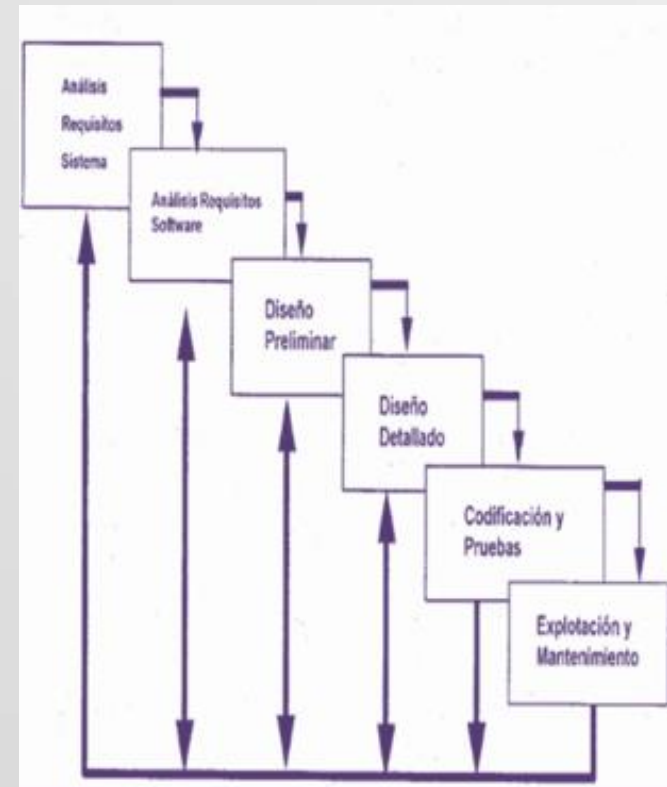 Análisis
Requisitos
Sistema
Análisis Requisitos
Software
Diseño
Preliminar
Diseño
Detallado
Codificación y
Pruebas
Explotación y
Mantenimiento